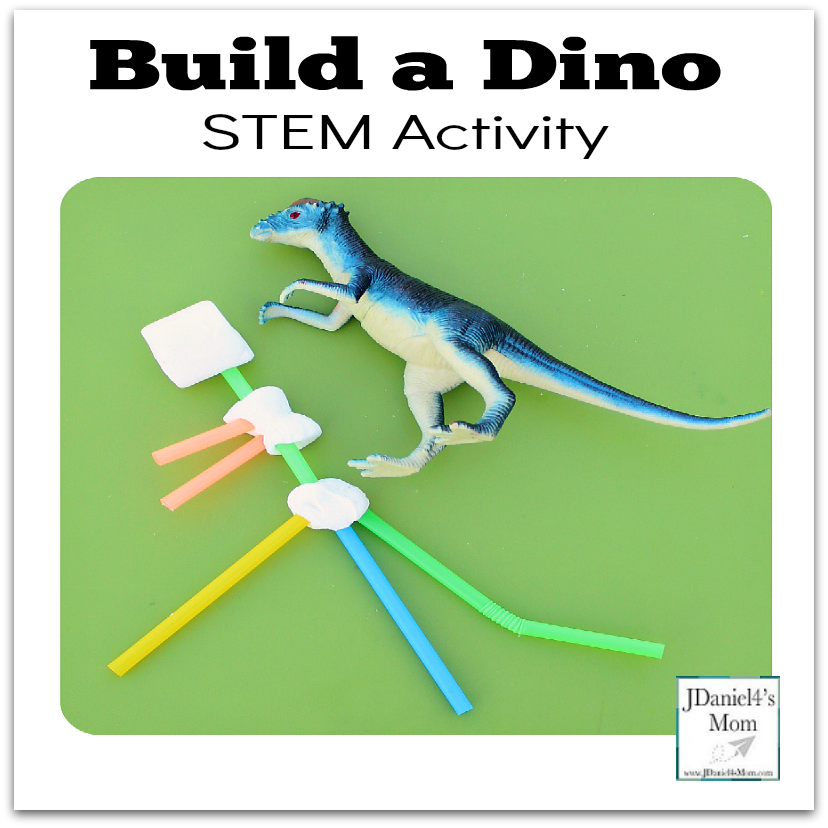 Build a Dino
STEM Activity
JDaniel4's
Mom
www.JDaniel4sMom.com